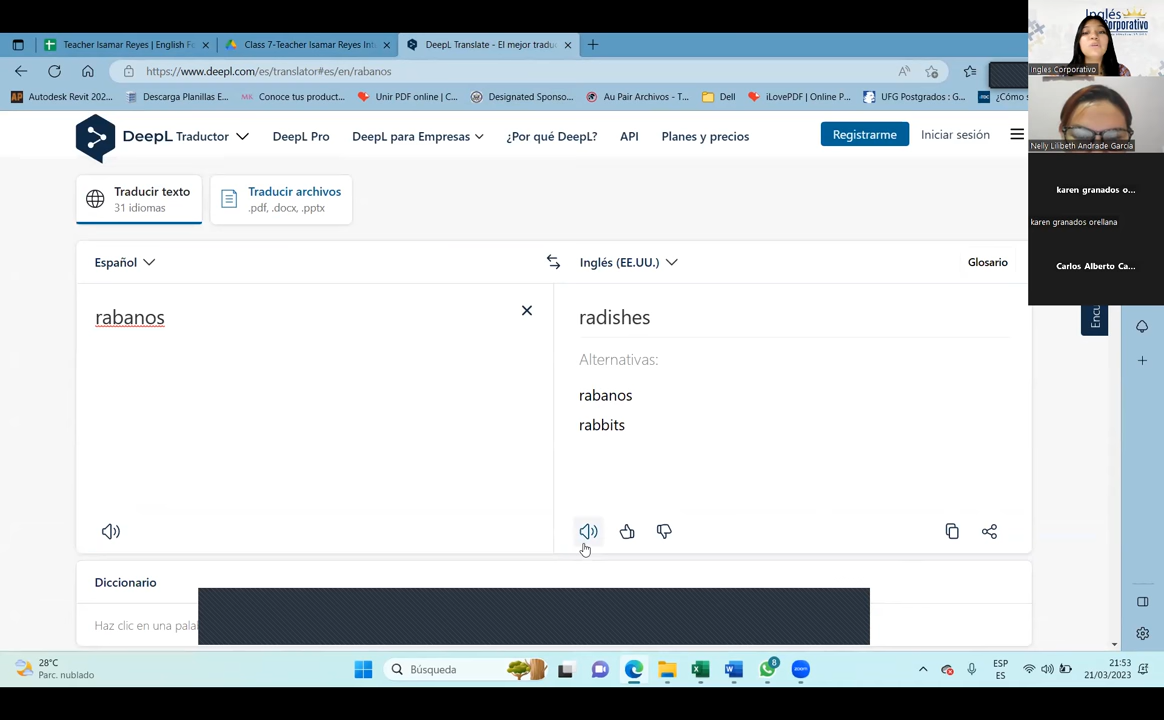 Teacher Isamar Reyes | English Fo
Class 7-Teacher Isamar Reyes Int
DeepL Translate - El mejor tradu
https://www.deepl.com/es/translator#es/en/rabanos
Autodesk Revit 202...
Descarga Planillas E...
Conoce tus product...
Unir PDF online | C...
Designated Sponso...
Au Pair Archivos - T...
Dell
iLovePDF | Online P...
UFG Postgrados : G...
¿Cómo s
DeepL Traductor
DeepL Pro
DeepL para Empresas
¿Por qué DeepL?
API
Planes y precios
Registrarme
Iniciar sesión
Traducir texto
31 idiomas
Traducir archivos
.pdf, .docx, .pptx
Español
Inglés (EE.UU.)
Glosario
rabanos
radishes
Alternativas:
rabanos
rabbits
Diccionario
Haz clic en una pala
Encu
Inglés
Corporativo
Ingles Corporativo
Nelly Lilibeth Andrade García
karen granados o...
karen granados orellana
Carlos Alberto Ca...
28°C
Parc. nublado
Búsqueda
8
ESP
ES
21:53
21/03/2023